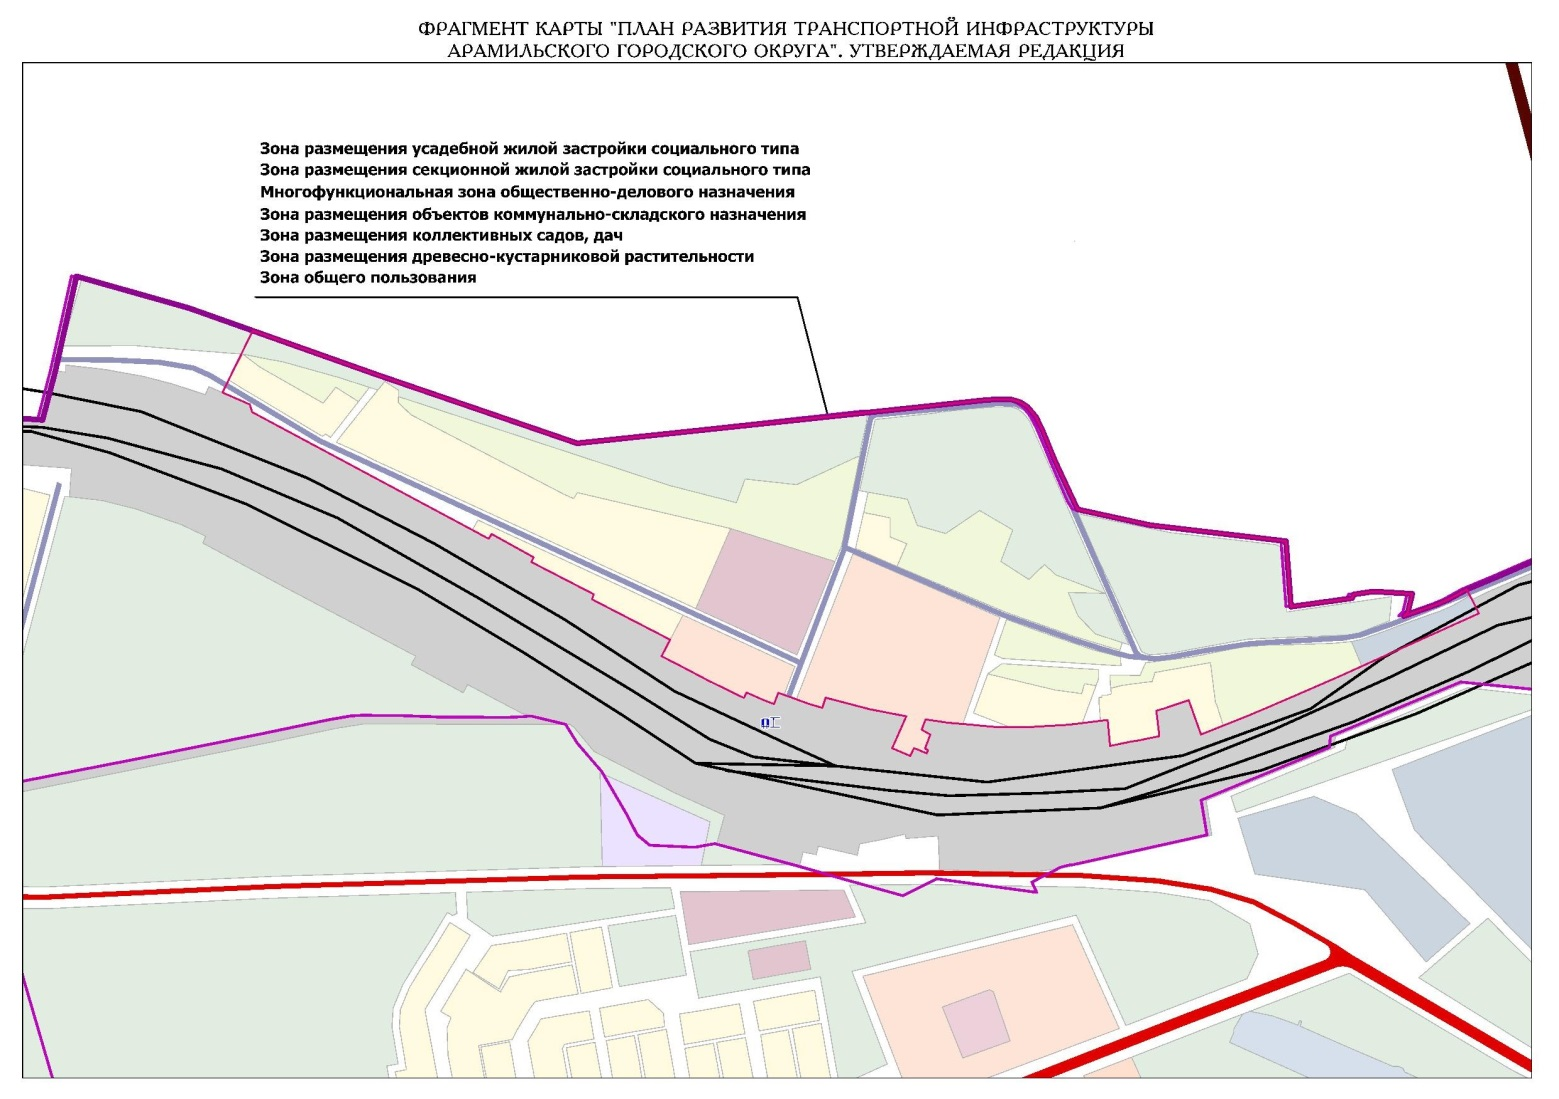 ФРАГМЕНТ КАРТЫ "ПЛАН РАЗВИТИЯ ТРАНСПОРТНОЙ ИНФРАСТРУКТУРЫ
АРАМИЛЬСКОГО ГОРОДСКОГО ОКРУГА". УТВЕРЖДАЕМАЯ РЕДАКЦИЯ
Зона размещения усадебной жилой застройки социального типа
Зона размещения секционной жилой застройки социального типа
Многофункциональная зона общественно-делового назначения
Зона размещения объектов коммунально-складского назначения
Зона размещения коллективных садов, дач
Зона размещения древесно-кустарниковой растительности
Зона общего пользования